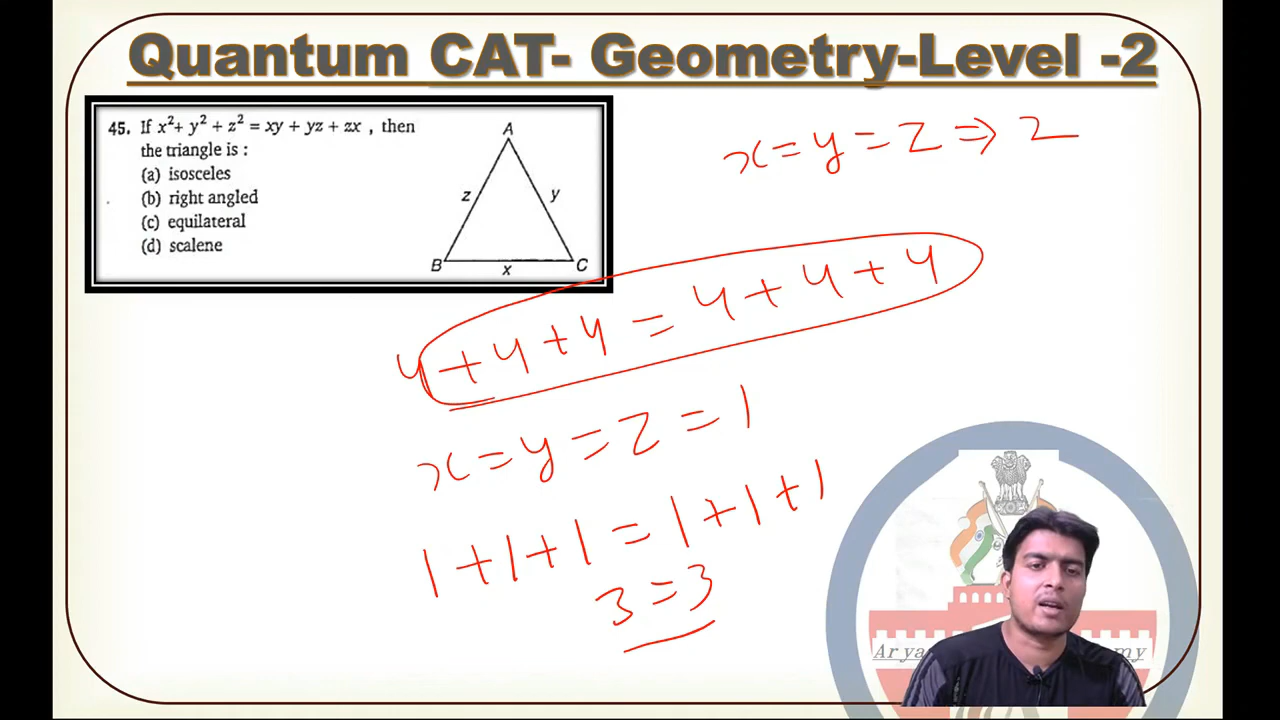 Quantum CAT- Geometry-Level -2
45. If x²+ y² + z² = xy + yz + zx , then
the triangle is :
(a) isosceles
(b) right angled
(c) equilateral
(d) scalene
A
z
y
B
x
C
x = y = z ⇒ 2
4 + 4 + 4 = 4 + 4 + 4
x = y = z = 1
1 + 1 + 1 = 1 + 1 + 1
3 = 3
Arya
my